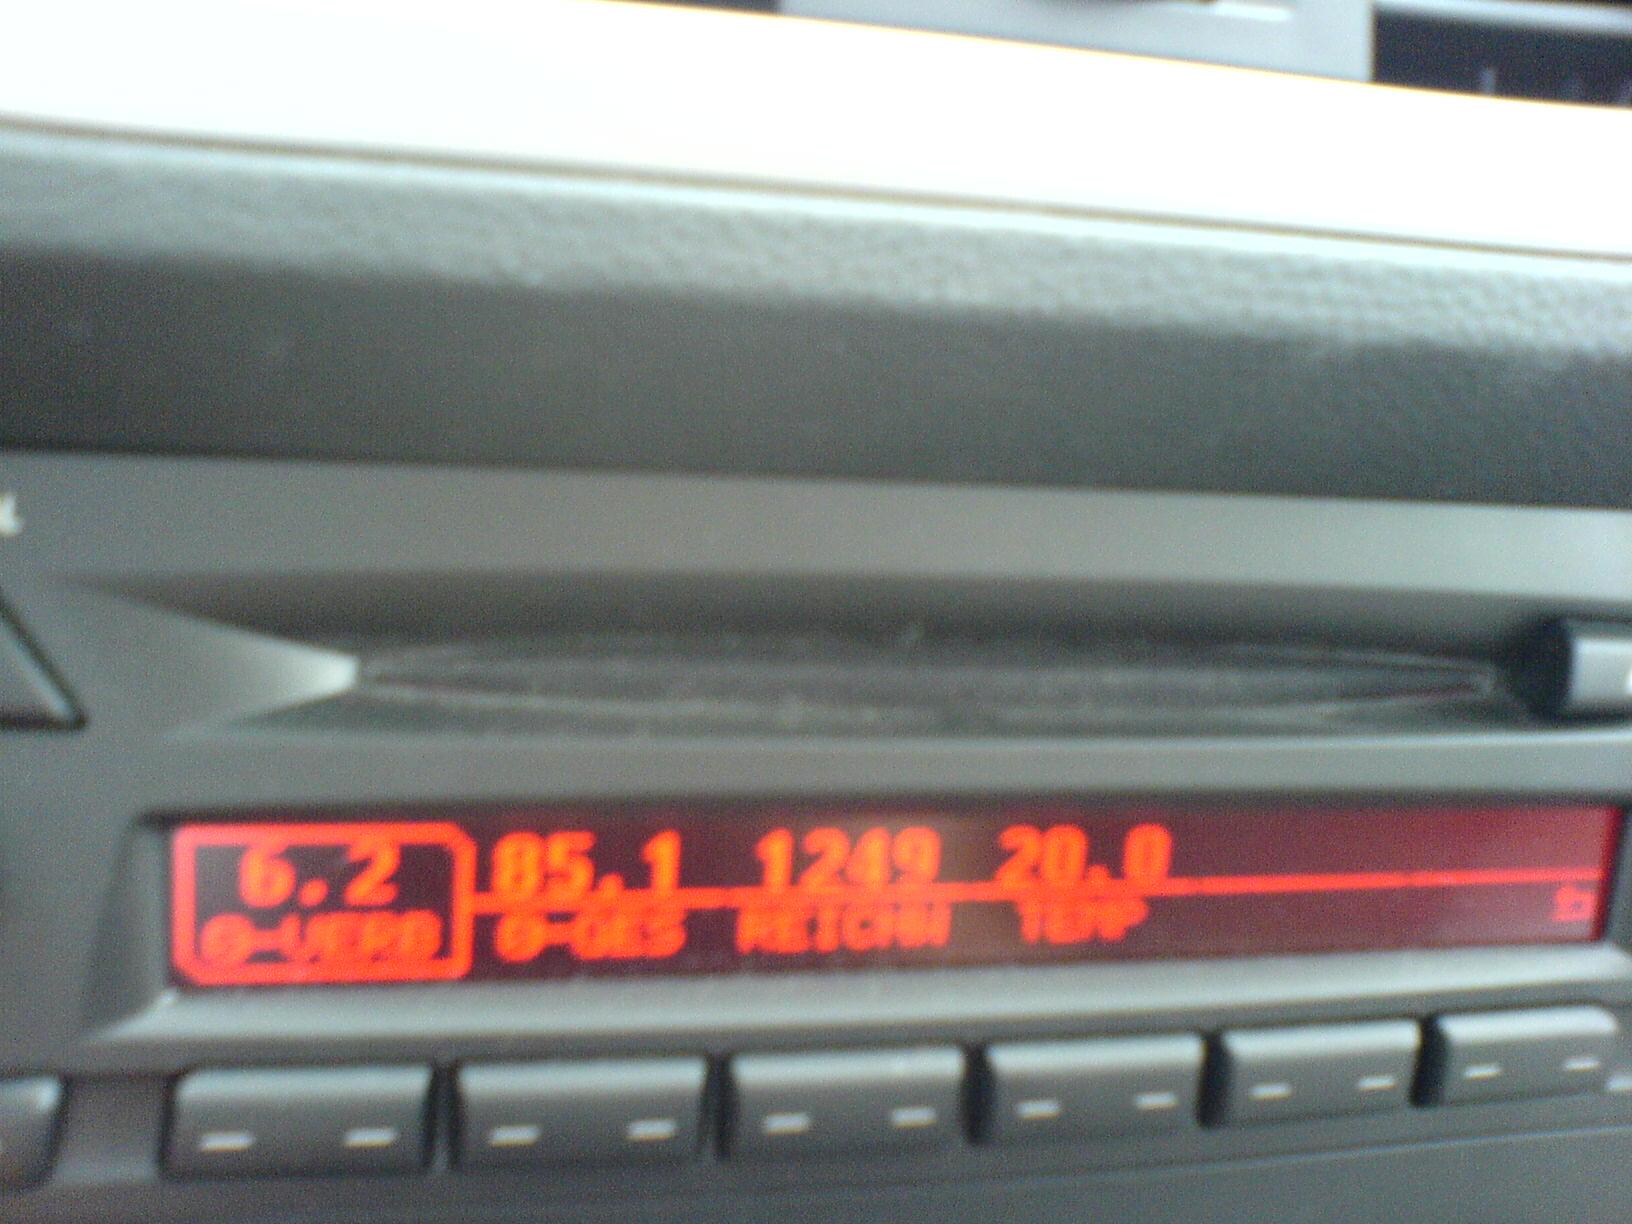 6.2 85.1 1249 20.0
Ø-VERB Ø-GES REICHW TEMP